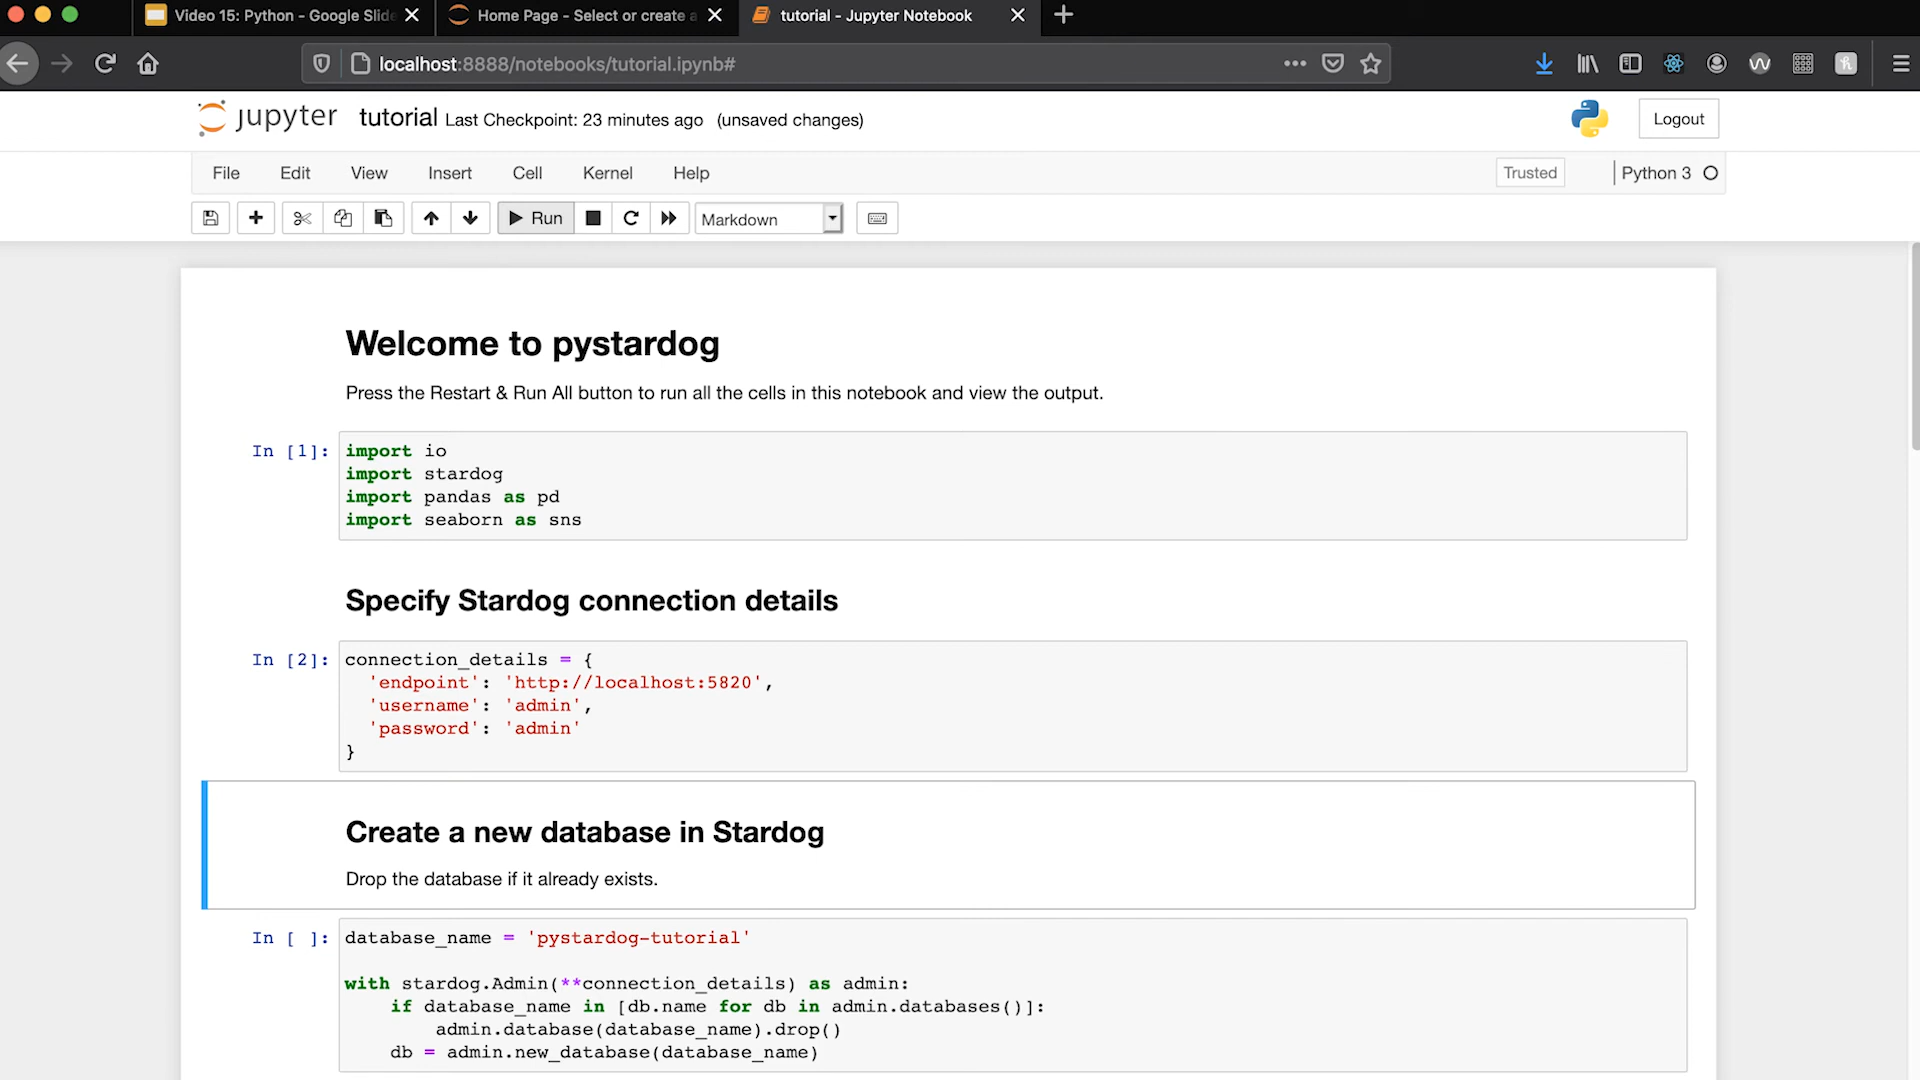 Video 15: Python - Google Slide
Home Page - Select or create a
tutorial - Jupyter Notebook
localhost:8888/notebooks/tutorial.ipynb#
jupyter tutorial Last Checkpoint: 23 minutes ago (unsaved changes)
Logout
File Edit View Insert Cell Kernel Help
Trusted
Python 3
Run
Markdown
Welcome to pystardog
Press the Restart & Run All button to run all the cells in this notebook and view the output.
In [1]:
import io
import stardog
import pandas as pd
import seaborn as sns
Specify Stardog connection details
In [2]:
connection_details = {
  'endpoint': 'http://localhost:5820',
  'username': 'admin',
  'password': 'admin'
}
Create a new database in Stardog
Drop the database if it already exists.
In [ ]:
database_name = 'pystardog-tutorial'
with stardog.Admin(**connection_details) as admin:
    if database_name in [db.name for db in admin.databases()]:
        admin.database(database_name).drop()
    db = admin.new_database(database_name)